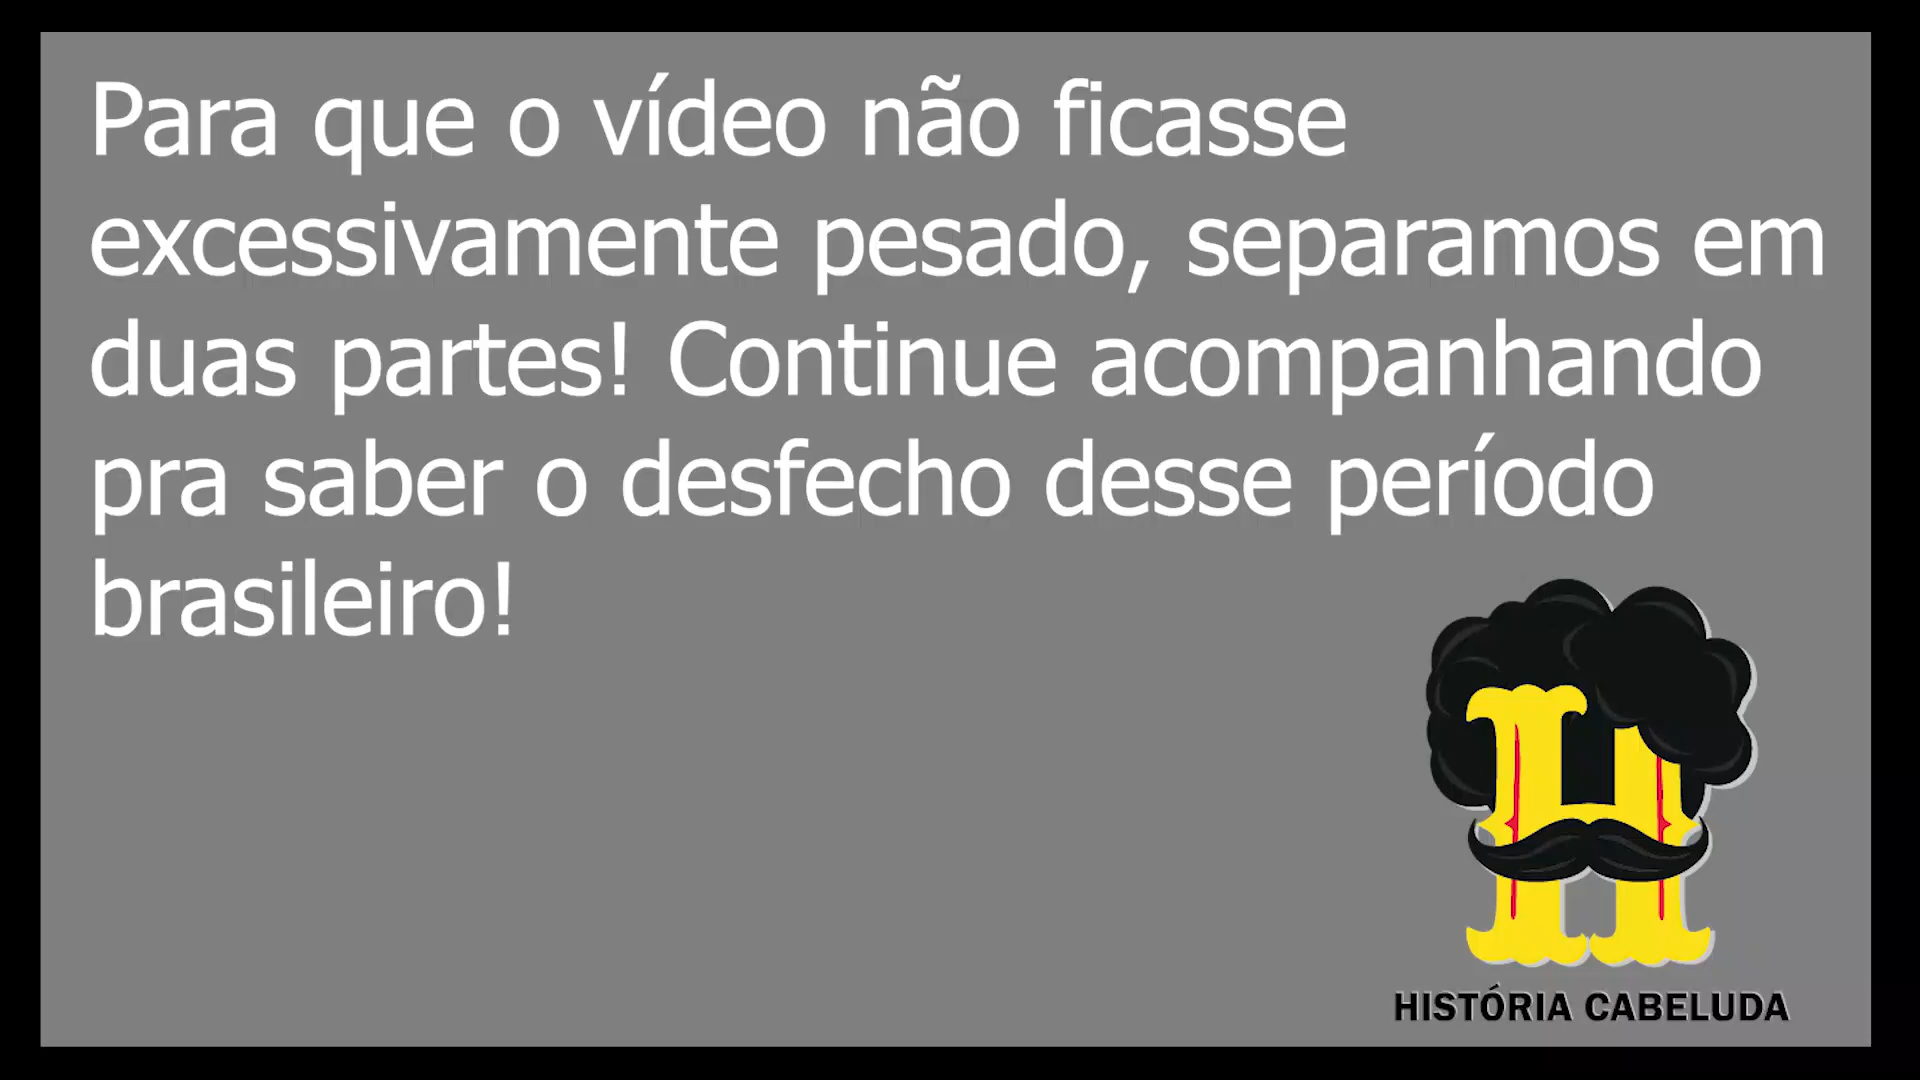 Para que o vídeo não ficasse
excessivamente pesado, separamos em
duas partes! Continue acompanhando
pra saber o desfecho desse período
brasileiro!
H
HISTÓRIA CABELUDA